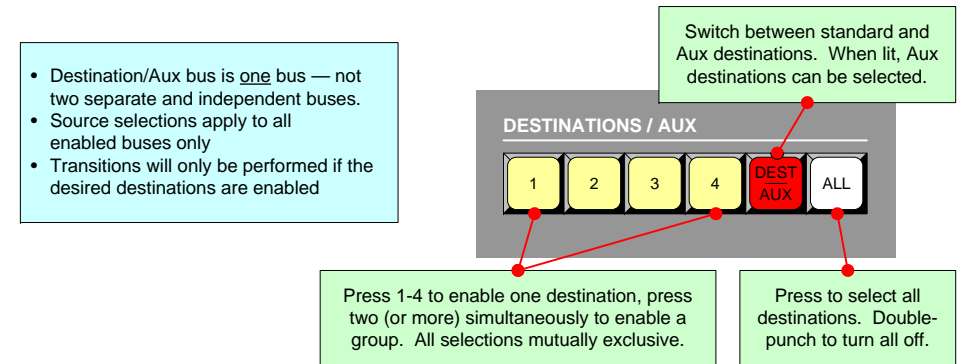 • Destination/Aux bus is one bus — not
two separate and independent buses.
• Source selections apply to all
enabled buses only
• Transitions will only be performed if the
desired destinations are enabled
Switch between standard and
Aux destinations. When lit, Aux
destinations can be selected.
DESTINATIONS / AUX
1 2 3 4 DEST AUX ALL
Press 1-4 to enable one destination, press
two (or more) simultaneously to enable a
group. All selections mutually exclusive.
Press to select all
destinations. Double-
punch to turn all off.